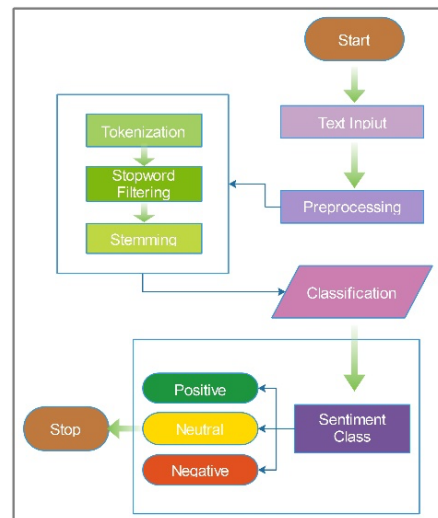 Start
Text Inpiut
Preprocessing
Tokenization
Stopword
Filtering
Stemming
Classification
Sentiment
Class
Positive
Neutral
Negative
Stop